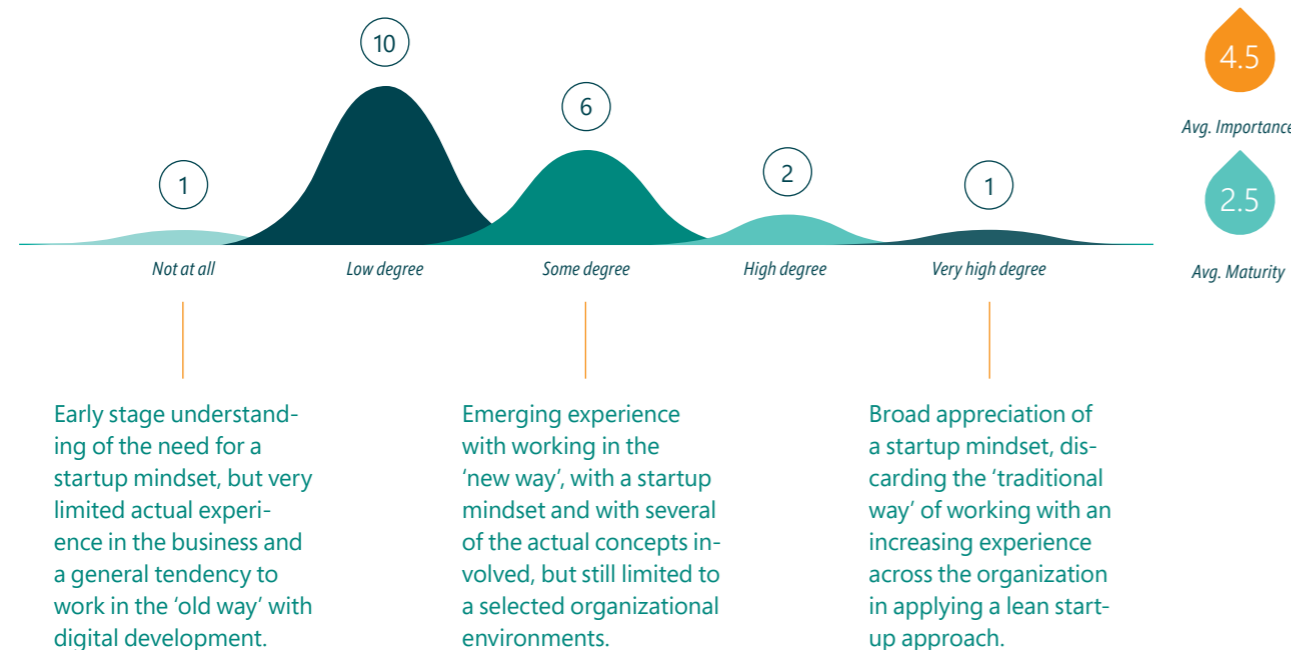 10
6
1
2
1
4.5
Avg. Importance
2.5
Avg. Maturity
Not at all
Low degree
Some degree
High degree
Very high degree
Early stage understand-
ing of the need for a
startup mindset, but very
limited actual experi-
ence in the business and
a general tendency to
work in the ‘old way’ with
digital development.
Emerging experience
with working in the
‘new way’, with a startup
mindset and with several
of the actual concepts in-
volved, but still limited to
a selected organizational
environments.
Broad appreciation of
a startup mindset, dis-
carding the ‘traditional
way’ of working with an
increasing experience
across the organization
in applying a lean start-
up approach.